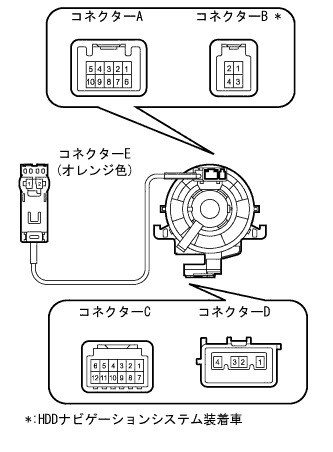 コネクターA コネクターB *
5 4 3 2 1
10 9 8 7 6
2 1
4 3
コネクターE
(オレンジ色)
1 2
コネクターC コネクターD
6 5 4 3 2 1
12 11 10 9 8 7
4 3 2 1
*:HDDナビゲーションシステム装着車